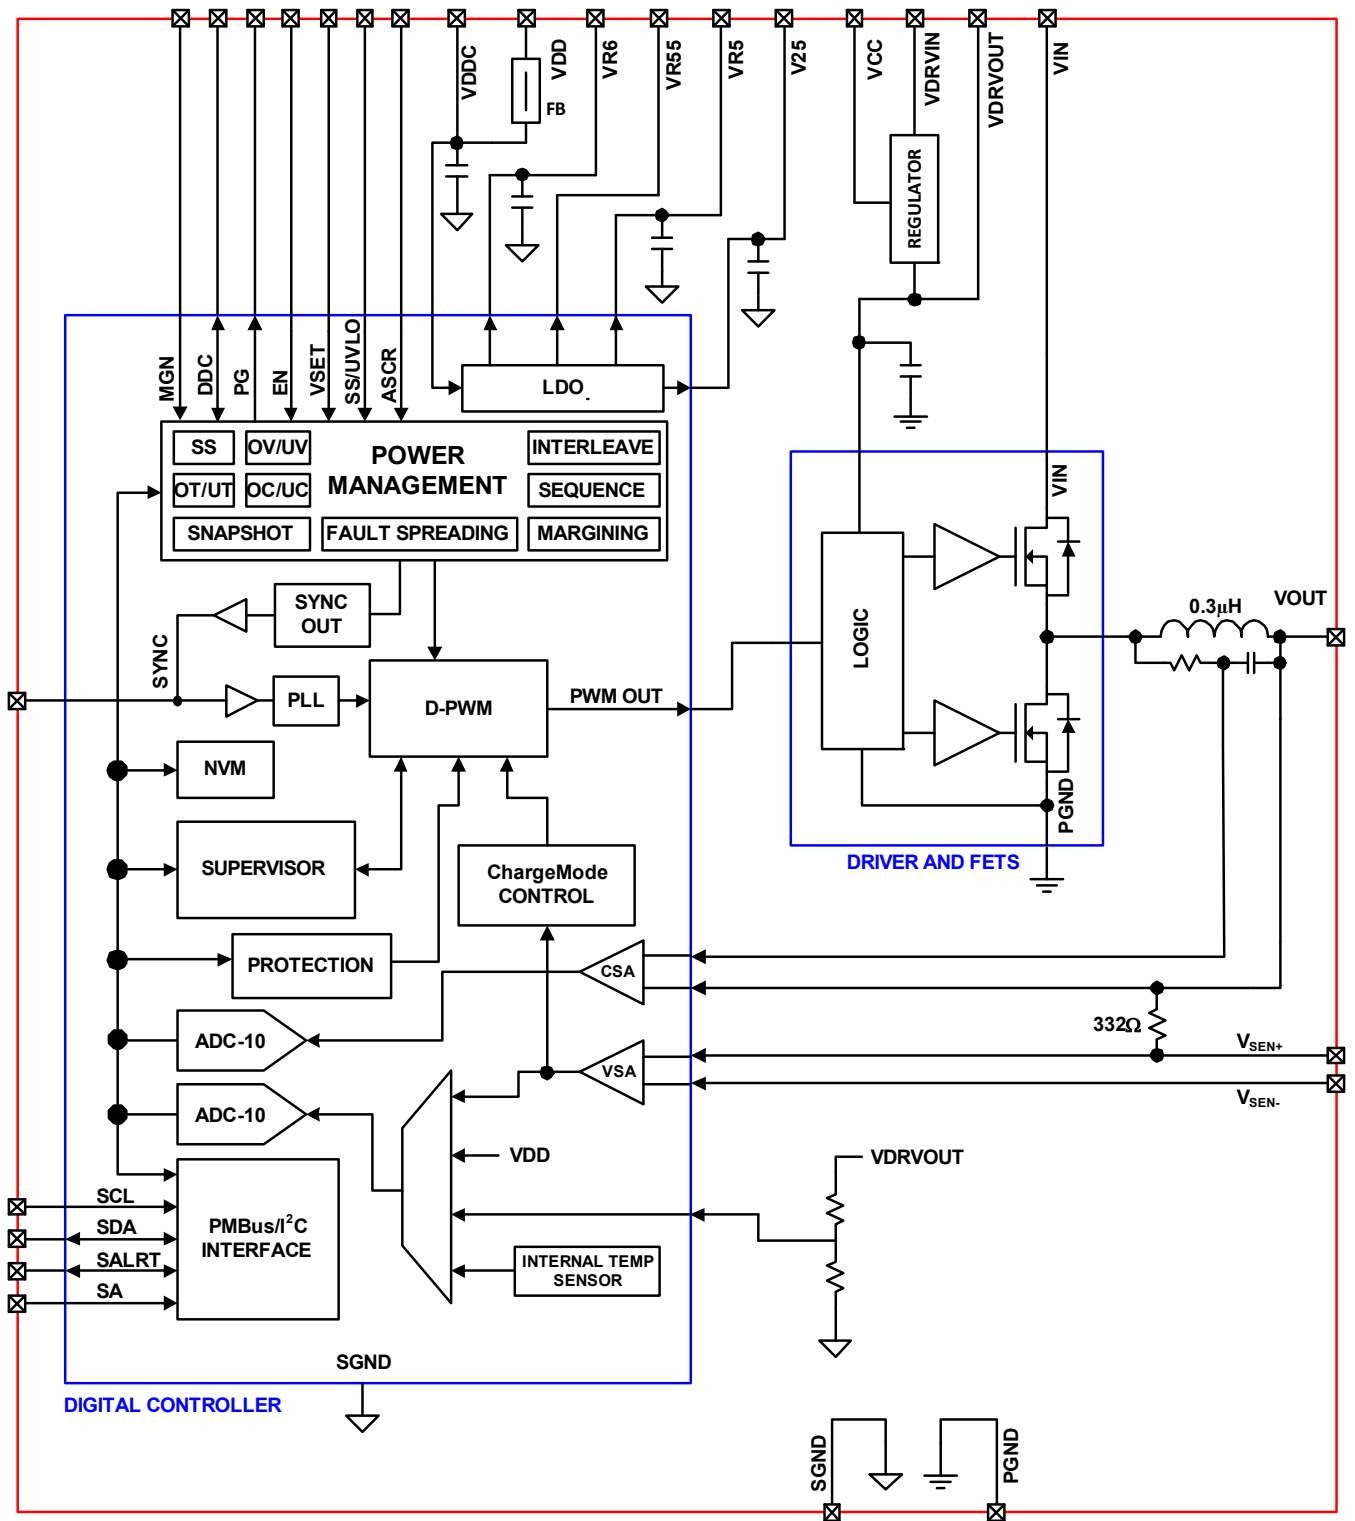 VDDC
VDD
VR6
VR55
VR5
V25
VCC
VDRVIN
VDRVOUT
VIN
FB
REGULATOR
MGN
DDC
PG
EN
VSET
SS/UVLO
ASCR
LDO
POWER
MANAGEMENT
SS
OV/UV
INTERLEAVE
OT/UT
OC/UC
SEQUENCE
SNAPSHOT
FAULT SPREADING
MARGINING
VIN
SYNC
OUT
SYNC
LOGIC
0.3µH
VOUT
PLL
D-PWM
PWM OUT
NVM
PGND
SUPERVISOR
ChargeMode
CONTROL
DRIVER AND FETS
PROTECTION
CSA
332Ω
ADC-10
VSEN+
VSA
VSEN-
ADC-10
VDD
VDRVOUT
SCL
SDA
SALRT
SA
PMBus/I²C
INTERFACE
INTERNAL TEMP
SENSOR
SGND
DIGITAL CONTROLLER
SGND
PGND